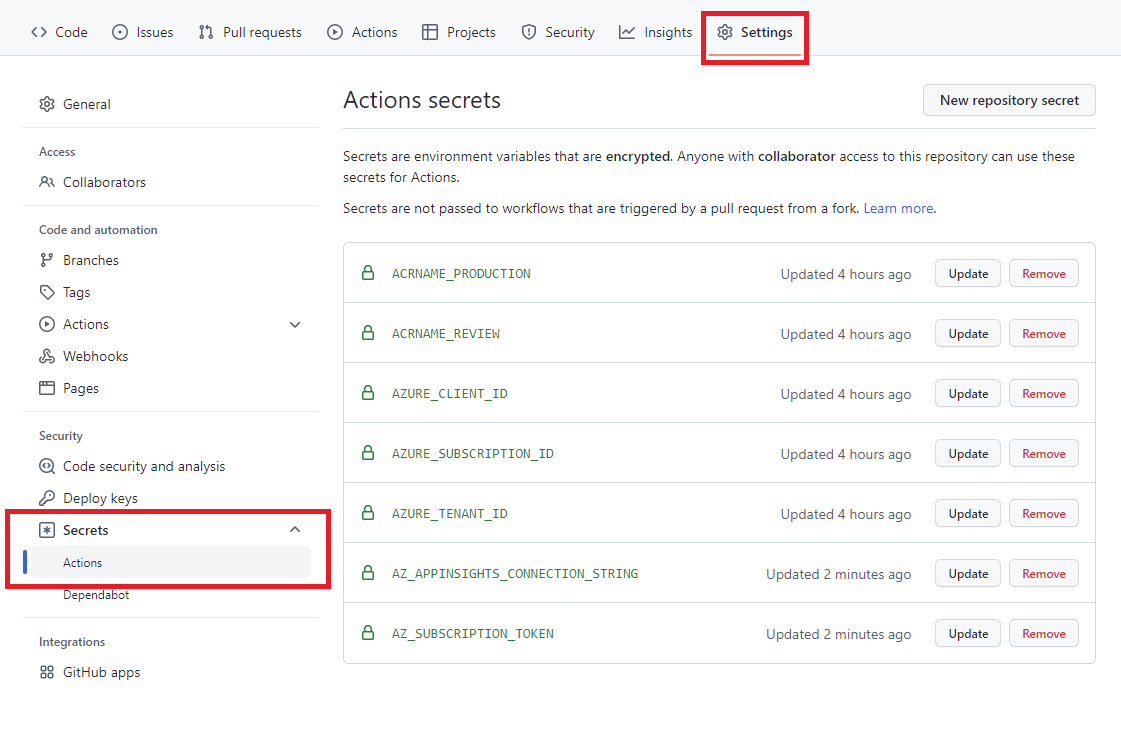 Code Issues Pull requests Actions Projects Security Insights Settings
General
Access
Collaborators
Code and automation
Branches
Tags
Actions
Webhooks
Pages
Security
Code security and analysis
Deploy keys
Secrets
Actions
Dependabot
Integrations
GitHub apps
Actions secrets New repository secret
Secrets are environment variables that are encrypted. Anyone with collaborator access to this repository can use these
secrets for Actions.
Secrets are not passed to workflows that are triggered by a pull request from a fork. Learn more.
ACRNAME_PRODUCTION Updated 4 hours ago Update Remove
ACRNAME_REVIEW Updated 4 hours ago Update Remove
AZURE_CLIENT_ID Updated 4 hours ago Update Remove
AZURE_SUBSCRIPTION_ID Updated 4 hours ago Update Remove
AZURE_TENANT_ID Updated 4 hours ago Update Remove
AZ_APPINSIGHTS_CONNECTION_STRING Updated 2 minutes ago Update Remove
AZ_SUBSCRIPTION_TOKEN Updated 2 minutes ago Update Remove